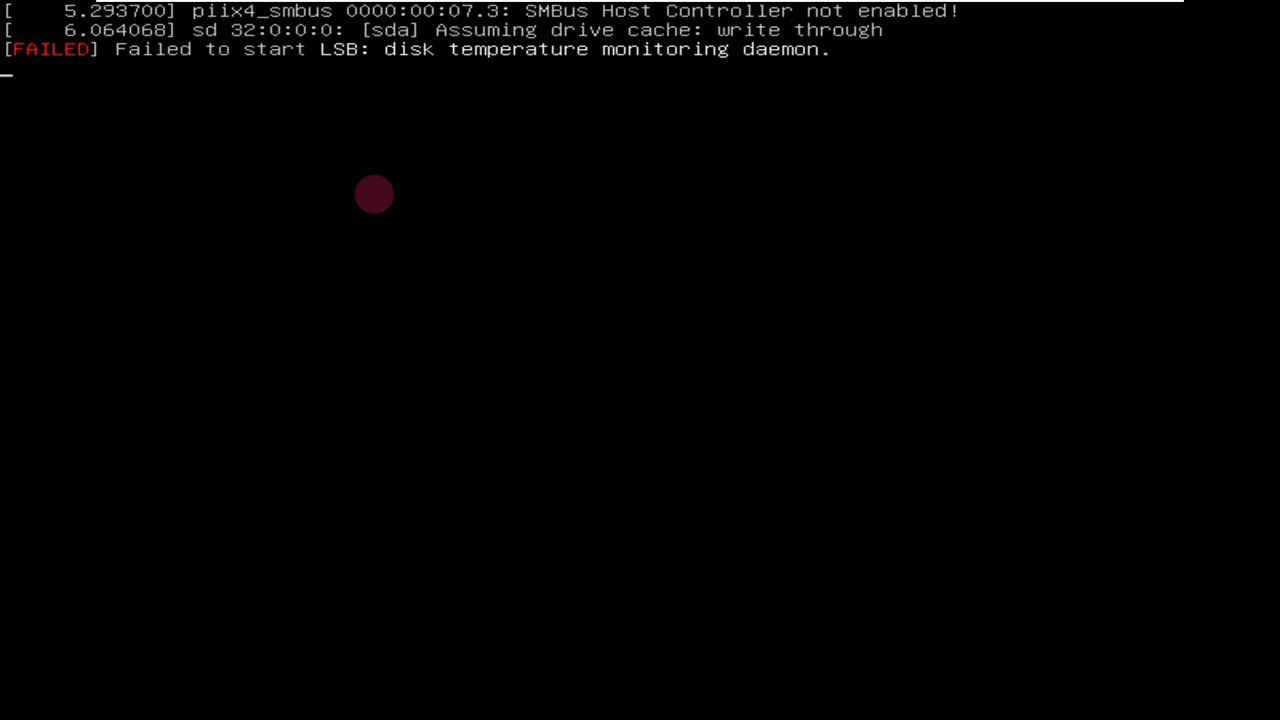 [    5.293700] piix4_smbus 0000:00:07.3: SMBus Host Controller not enabled!
[    6.064068] sd 32:0:0:0: [sda] Assuming drive cache: write through
[FAILED] Failed to start LSB: disk temperature monitoring daemon.